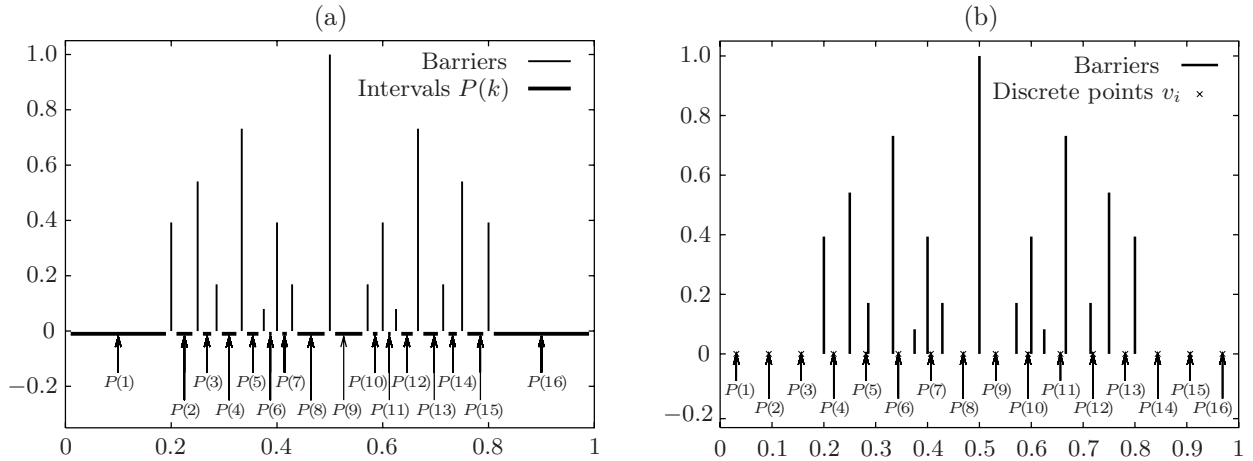 (a)
1.0
0.8
0.6
0.4
0.2
0
−0.2
Barriers
Intervals P(k)
P(1)
P(3)
P(5)
P(7)
P(10)
P(12)
P(14)
P(16)
P(2)
P(4)
P(6)
P(8)
P(9)
P(11)
P(13)
P(15)
0 0.2 0.4 0.6 0.8 1
(b)
1.0
0.8
0.6
0.4
0.2
0
−0.2
Barriers
Discrete points vᵢ
P(1)
P(3)
P(5)
P(7)
P(9)
P(11)
P(13)
P(15)
P(2)
P(4)
P(6)
P(8)
P(10)
P(12)
P(14)
P(16)
0 0.1 0.2 0.3 0.4 0.5 0.6 0.7 0.8 0.9 1